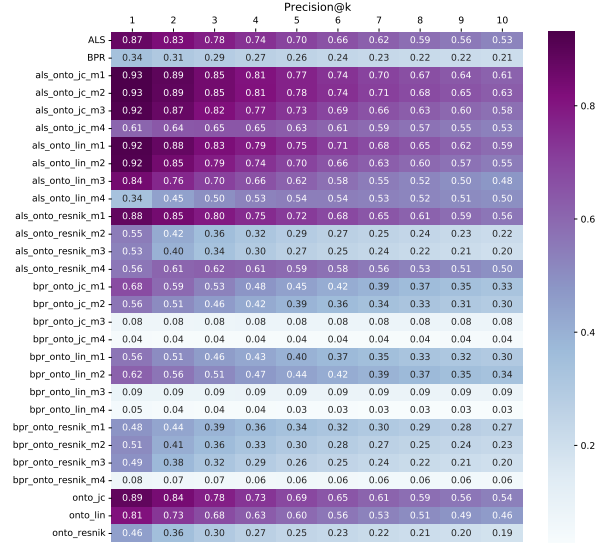 Precision@k
1 2 3 4 5 6 7 8 9 10
ALS 0.87 0.83 0.78 0.74 0.70 0.66 0.62 0.59 0.56 0.53
BPR 0.34 0.31 0.29 0.27 0.26 0.24 0.23 0.22 0.22 0.21
als_onto_jc_m1 0.93 0.89 0.85 0.81 0.77 0.74 0.70 0.67 0.64 0.61
als_onto_jc_m2 0.93 0.89 0.85 0.81 0.78 0.74 0.71 0.68 0.65 0.63
als_onto_jc_m3 0.92 0.87 0.82 0.77 0.73 0.69 0.66 0.63 0.60 0.58
als_onto_jc_m4 0.61 0.64 0.65 0.65 0.63 0.61 0.59 0.57 0.55 0.53
als_onto_lin_m1 0.92 0.88 0.83 0.79 0.75 0.71 0.68 0.65 0.62 0.59
als_onto_lin_m2 0.92 0.85 0.79 0.74 0.70 0.66 0.63 0.60 0.57 0.55
als_onto_lin_m3 0.84 0.76 0.70 0.66 0.62 0.58 0.55 0.52 0.50 0.48
als_onto_lin_m4 0.34 0.45 0.50 0.53 0.54 0.54 0.53 0.52 0.51 0.50
als_onto_resnik_m1 0.88 0.85 0.80 0.75 0.72 0.68 0.65 0.61 0.59 0.56
als_onto_resnik_m2 0.55 0.42 0.36 0.32 0.29 0.27 0.25 0.24 0.23 0.22
als_onto_resnik_m3 0.53 0.40 0.34 0.30 0.27 0.25 0.24 0.22 0.21 0.20
als_onto_resnik_m4 0.56 0.61 0.62 0.61 0.59 0.58 0.56 0.53 0.51 0.50
bpr_onto_jc_m1 0.68 0.59 0.53 0.48 0.45 0.42 0.39 0.37 0.35 0.33
bpr_onto_jc_m2 0.56 0.51 0.46 0.42 0.39 0.36 0.34 0.33 0.31 0.30
bpr_onto_jc_m3 0.08 0.08 0.08 0.08 0.08 0.08 0.08 0.08 0.08 0.08
bpr_onto_jc_m4 0.04 0.04 0.04 0.04 0.04 0.04 0.04 0.04 0.04 0.04
bpr_onto_lin_m1 0.56 0.51 0.46 0.43 0.40 0.37 0.35 0.33 0.32 0.30
bpr_onto_lin_m2 0.62 0.56 0.51 0.47 0.44 0.42 0.39 0.37 0.35 0.34
bpr_onto_lin_m3 0.09 0.09 0.09 0.09 0.09 0.09 0.09 0.09 0.09 0.09
bpr_onto_lin_m4 0.05 0.04 0.04 0.04 0.03 0.03 0.03 0.03 0.03 0.03
bpr_onto_resnik_m1 0.48 0.44 0.39 0.36 0.34 0.32 0.30 0.29 0.28 0.27
bpr_onto_resnik_m2 0.51 0.41 0.36 0.33 0.30 0.28 0.27 0.25 0.24 0.23
bpr_onto_resnik_m3 0.49 0.38 0.32 0.29 0.26 0.25 0.24 0.22 0.21 0.20
bpr_onto_resnik_m4 0.08 0.07 0.07 0.06 0.06 0.06 0.06 0.06 0.06 0.06
onto_jc 0.89 0.84 0.78 0.73 0.69 0.65 0.61 0.59 0.56 0.54
onto_lin 0.81 0.73 0.68 0.63 0.60 0.56 0.53 0.51 0.49 0.46
onto_resnik 0.46 0.36 0.30 0.27 0.25 0.23 0.22 0.21 0.20 0.19
0.8
0.6
0.4
0.2